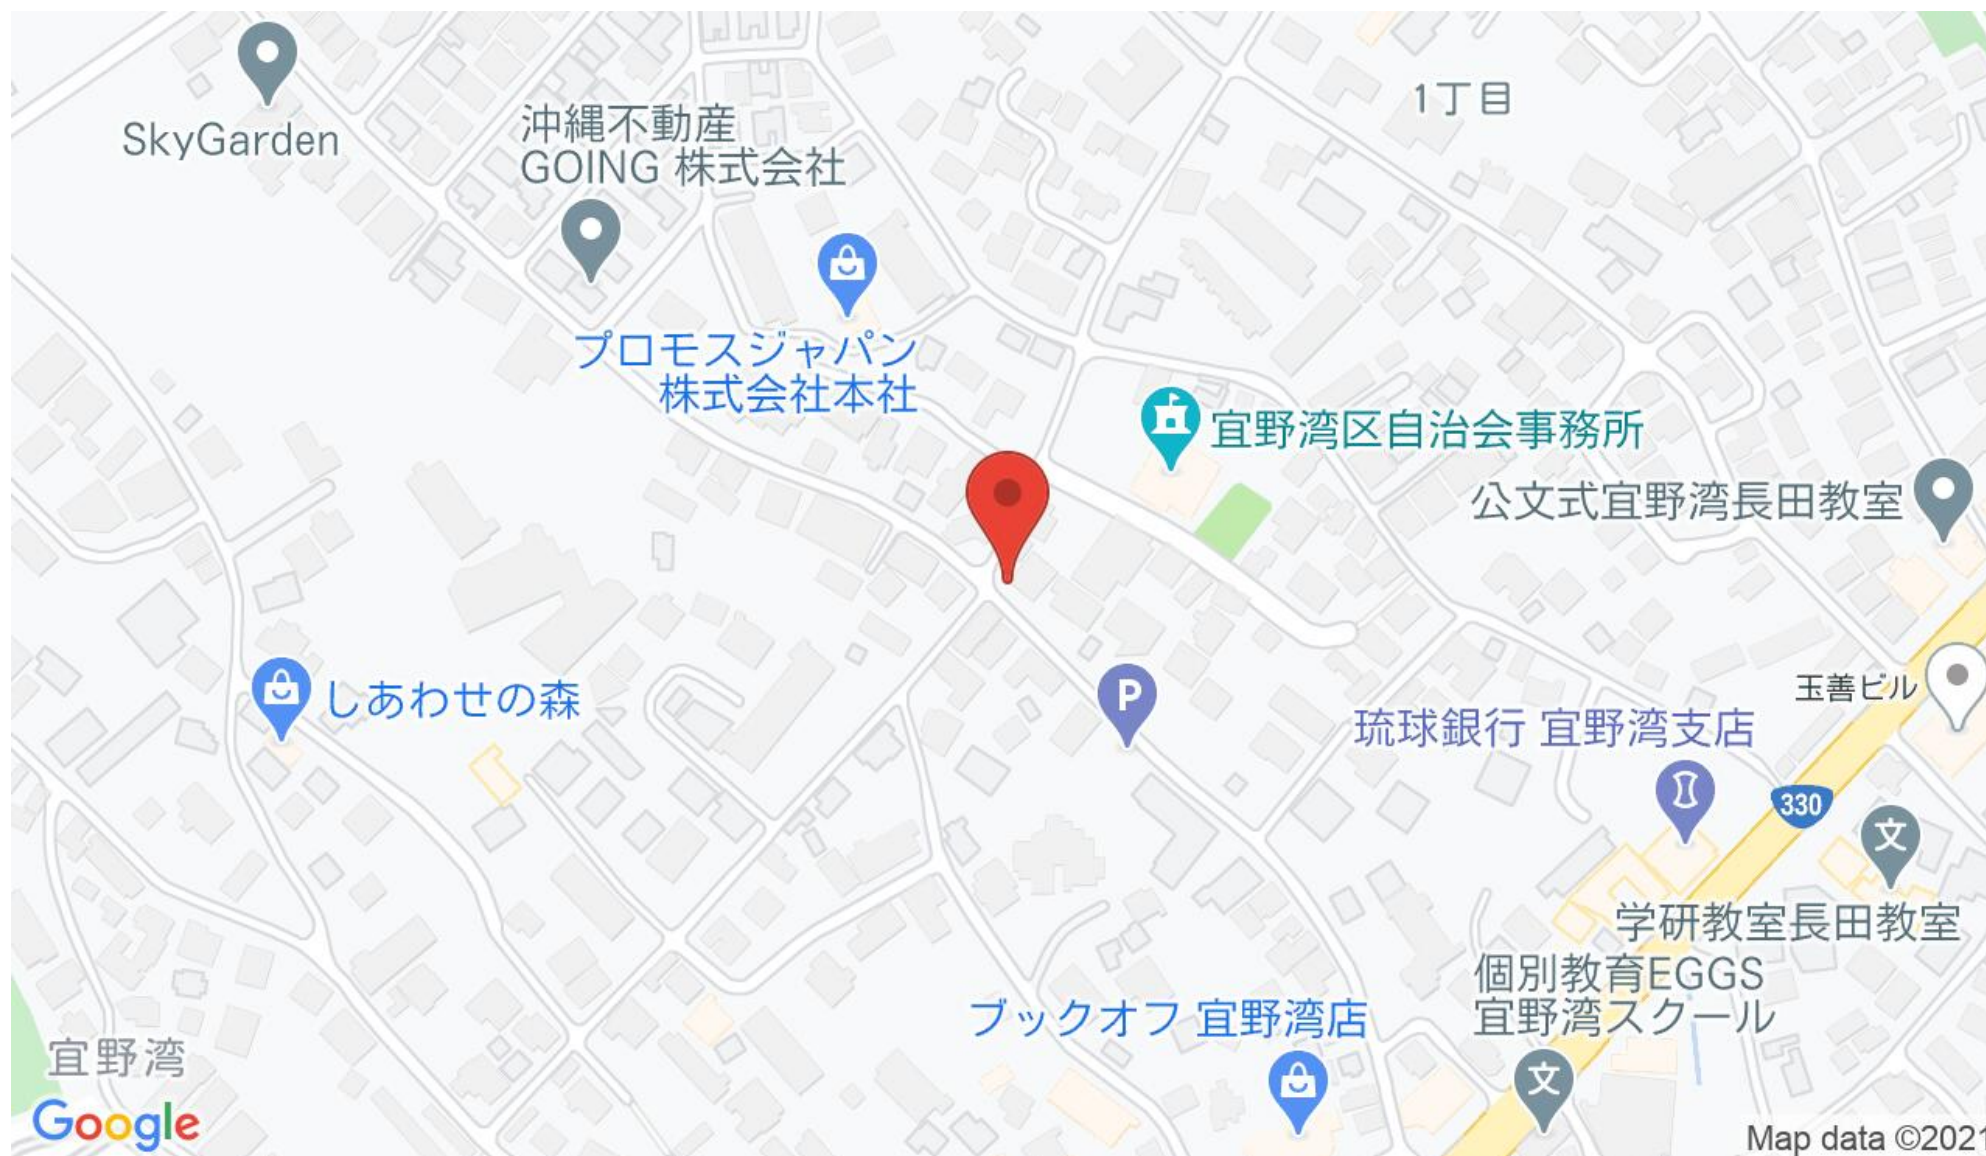 SkyGarden
沖縄不動産
GOING 株式会社
1丁目
プロモスジャパン
株式会社本社
宜野湾区自治会事務所
公文式宜野湾長田教室
しあわせの森
P
玉善ビル
琉球銀行 宜野湾支店
330
文
学研教室長田教室
個別教育EGGS
宜野湾スクール
ブックオフ 宜野湾店
文
宜野湾
Google
Map data ©2021